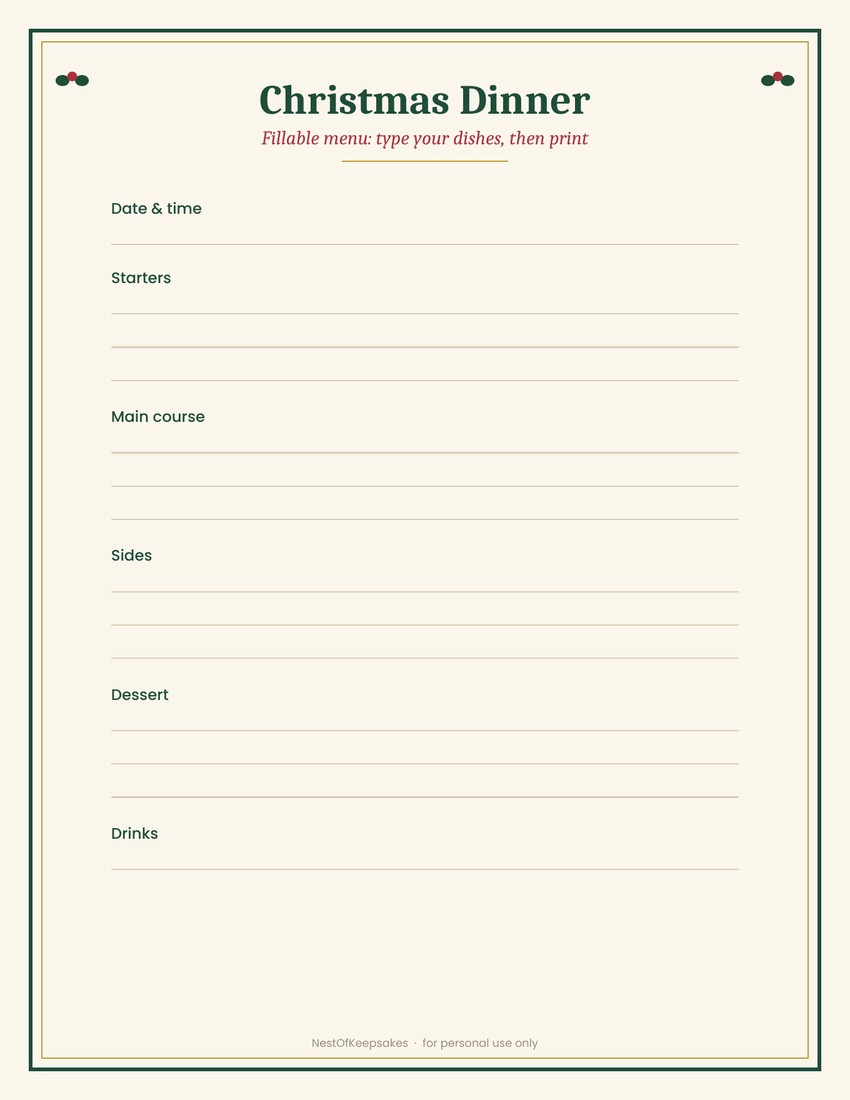 Christmas Dinner
Fillable menu: type your dishes, then print
Date & time
Starters
Main course
Sides
Dessert
Drinks
NestOfKeepsakes · for personal use only